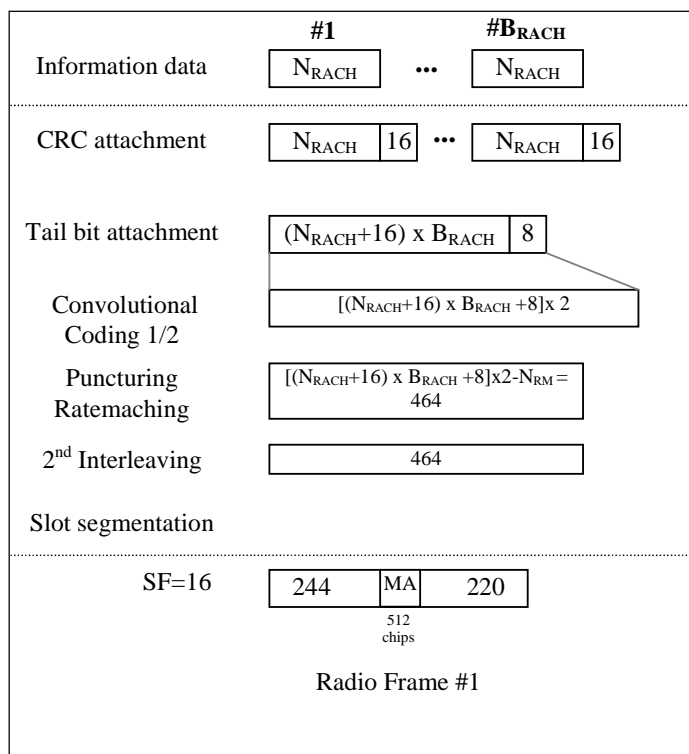 #1 #B_RACH
Information data N_RACH ... N_RACH
CRC attachment N_RACH 16 ... N_RACH 16
Tail bit attachment (N_RACH+16) x B_RACH 8
Convolutional
Coding 1/2
[(N_RACH+16) x B_RACH +8]x 2
Puncturing
Ratemaching
[(N_RACH+16) x B_RACH +8]x2-N_RM =
464
2nd Interleaving 464
Slot segmentation
SF=16 244 MA 220
512
chips
Radio Frame #1